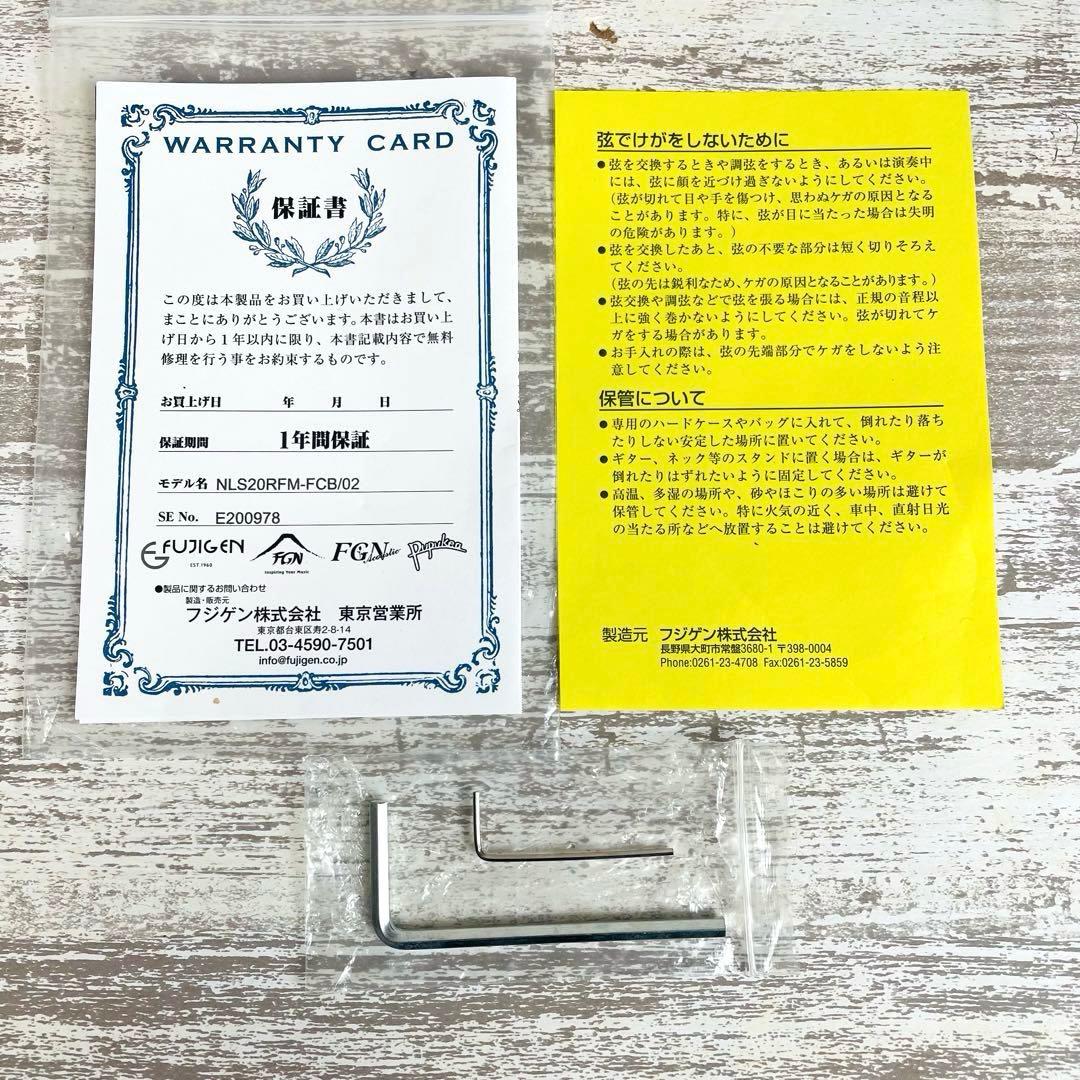 WARRANTY CARD
保証書
この度は本製品をお買い上げいただきまして、
まことにありがとうございます。本書はお買い上
げ日から1年以内に限り、本書記載内容で無料
修理を行う事をお約束するものです。
お買上げ日 年 月 日
保証期間 1年間保証
モデル名 NLS20RFM-FCB/02
SE No. E200978
FUJIGEN
EST.1960
FGN
Inspiring Your Music
FGN Acoustic
Pupukea
●製品に関するお問い合わせ
製造・販売元
フジゲン株式会社 東京営業所
東京都台東区寿2-8-14
TEL.03-4590-7501
info@fujigen.co.jp
弦でけがをしないために
●弦を交換するときや調弦をするとき、あるいは演奏中
には、弦に顔を近づけ過ぎないようにしてください。
(弦が切れて目や手を傷つけ、思わぬケガの原因となる
ことがあります。特に、弦が目に当たった場合は失明
の危険があります。)
●弦を交換したあと、弦の不要な部分は短く切りそろえ
てください。
(弦の先は鋭利なため、ケガの原因となることがあります。)
●弦交換や調弦などで弦を張る場合には、正規の音程以
上に強く巻かないようにしてください。弦が切れてケ
ガをする場合があります。
●お手入れの際は、弦の先端部分でケガをしないよう注
意してください。
保管について
●専用のハードケースやバッグに入れて、倒れたり落ち
たりしない安定した場所に置いてください。
●ギター、ネック等のスタンドに置く場合は、ギターが
倒れたりはずれたいように固定してください。
●高温、多湿の場所や、砂やほこりの多い場所は避けて
保管してください。特に火気の近く、車中、直射日光
の当たる所などへ放置することは避けてください。
製造元 フジゲン株式会社
長野県大町市常盤3680-1 〒398-0004
Phone:0261-23-4708 Fax:0261-23-5859